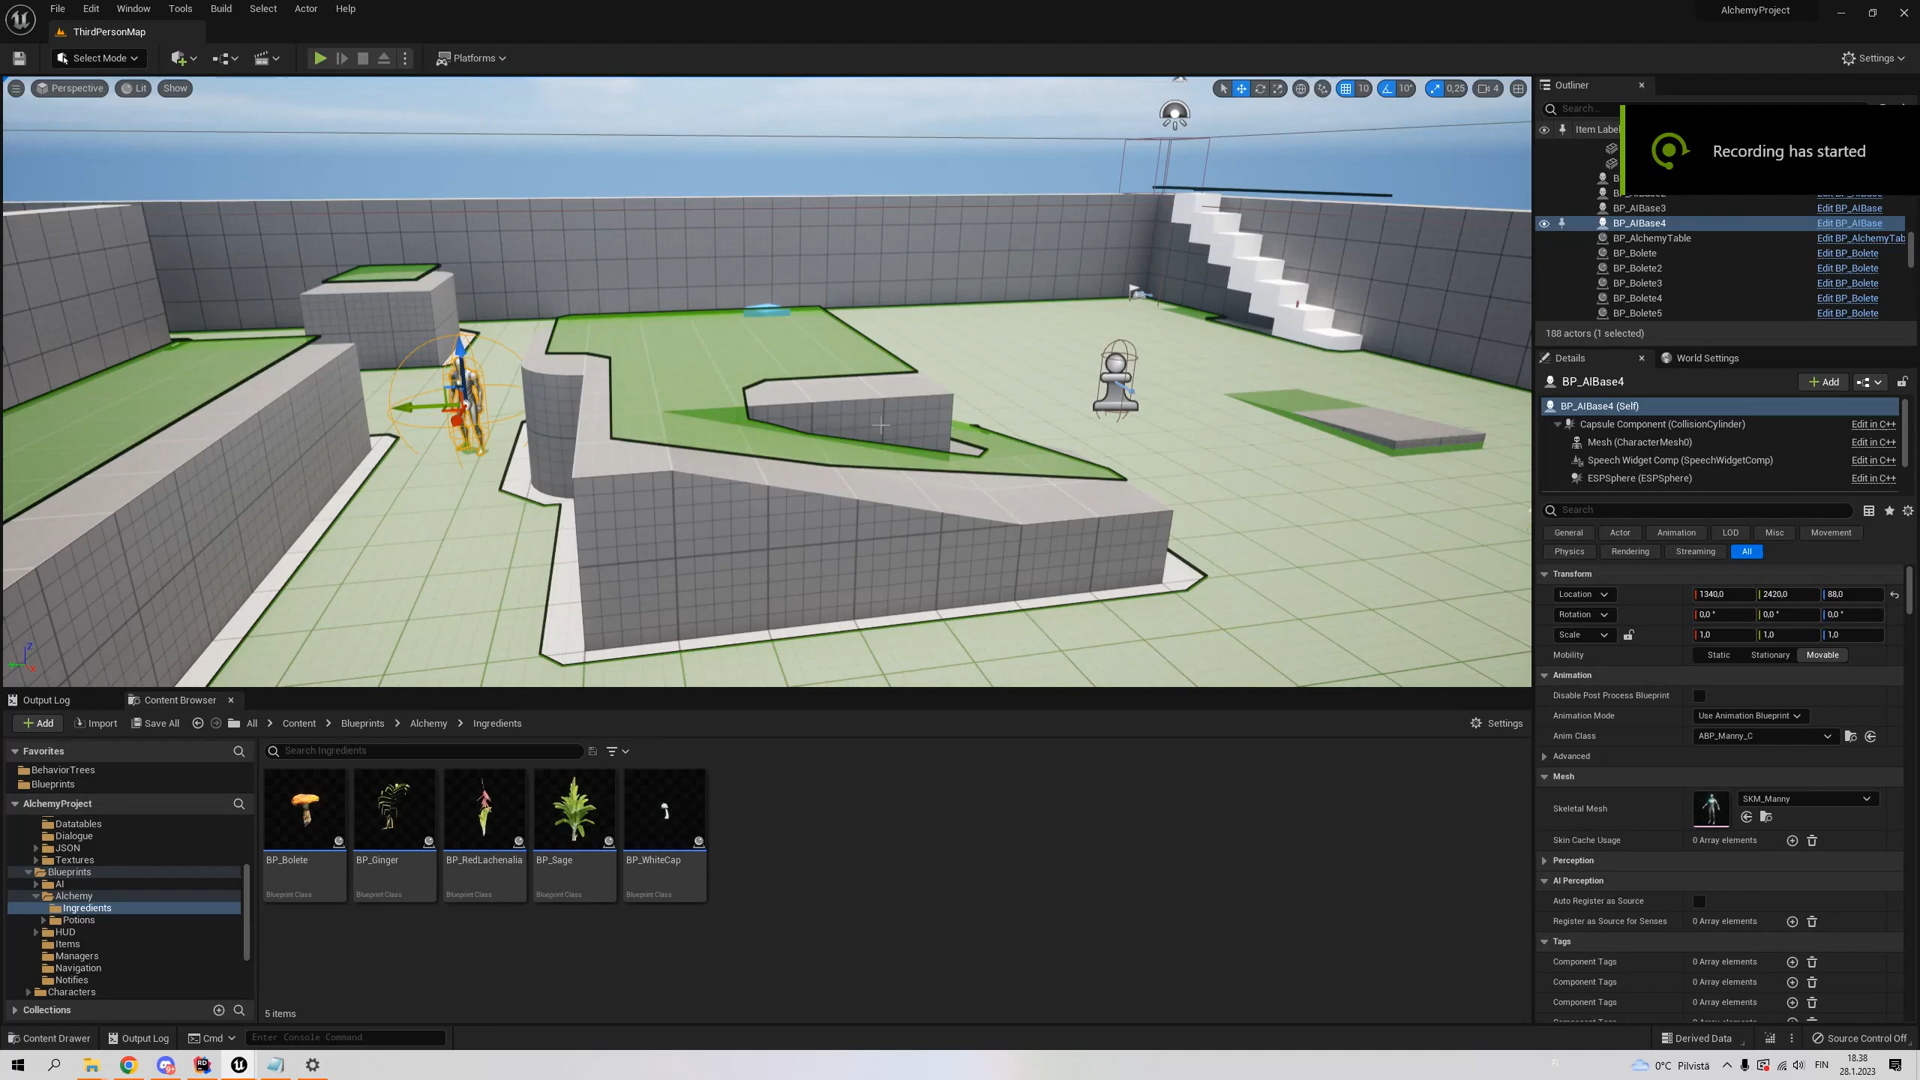 File Edit Window Tools Build Select Actor Help
AlchemyProject
ThirdPersonMap
Select Mode
Platforms
Settings
Perspective Lit Show
10 10° 0,25 4
Outliner
Search...
Item Label
Recording has started
BP_AIBase3 Edit BP_AIBase
BP_AIBase4 Edit BP_AIBase
BP_AlchemyTable Edit BP_AlchemyTab
BP_Bolete Edit BP_Bolete
BP_Bolete2 Edit BP_Bolete
BP_Bolete3 Edit BP_Bolete
BP_Bolete4 Edit BP_Bolete
BP_Bolete5 Edit BP_Bolete
188 actors (1 selected)
Details World Settings
BP_AIBase4
Add
BP_AIBase4 (Self)
Capsule Component (CollisionCylinder) Edit in C++
Mesh (CharacterMesh0) Edit in C++
Speech Widget Comp (SpeechWidgetComp) Edit in C++
ESPSphere (ESPSphere) Edit in C++
Search
General Actor Animation LOD Misc Movement
Physics Rendering Streaming All
Transform
Location 1340,0 2420,0 88,0
Rotation 0,0 ° 0,0 ° 0,0 °
Scale 1,0 1,0 1,0
Mobility Static Stationary Movable
Animation
Disable Post Process Blueprint
Animation Mode Use Animation Blueprint
Anim Class ABP_Manny_C
Advanced
Mesh
Skeletal Mesh SKM_Manny
Skin Cache Usage 0 Array elements
Perception
AI Perception
Auto Register as Source
Register as Source for Senses 0 Array elements
Tags
Component Tags 0 Array elements
Component Tags 0 Array elements
Component Tags 0 Array elements
z
x
Output Log Content Browser
Add Import Save All All Content Blueprints Alchemy Ingredients Settings
Favorites
BehaviorTrees
Blueprints
AlchemyProject
Datatables
Dialogue
JSON
Textures
Blueprints
AI
Alchemy
Ingredients
Potions
HUD
Items
Managers
Navigation
Notifies
Characters
Collections
Search Ingredients
BP_Bolete BP_Ginger BP_RedLachenalia BP_Sage BP_WhiteCap
Blueprint Class Blueprint Class Blueprint Class Blueprint Class Blueprint Class
5 items
Content Drawer Output Log Cmd Enter Console Command
Derived Data Source Control Off
0°C Pilvistä FIN 18.38
28.1.2023